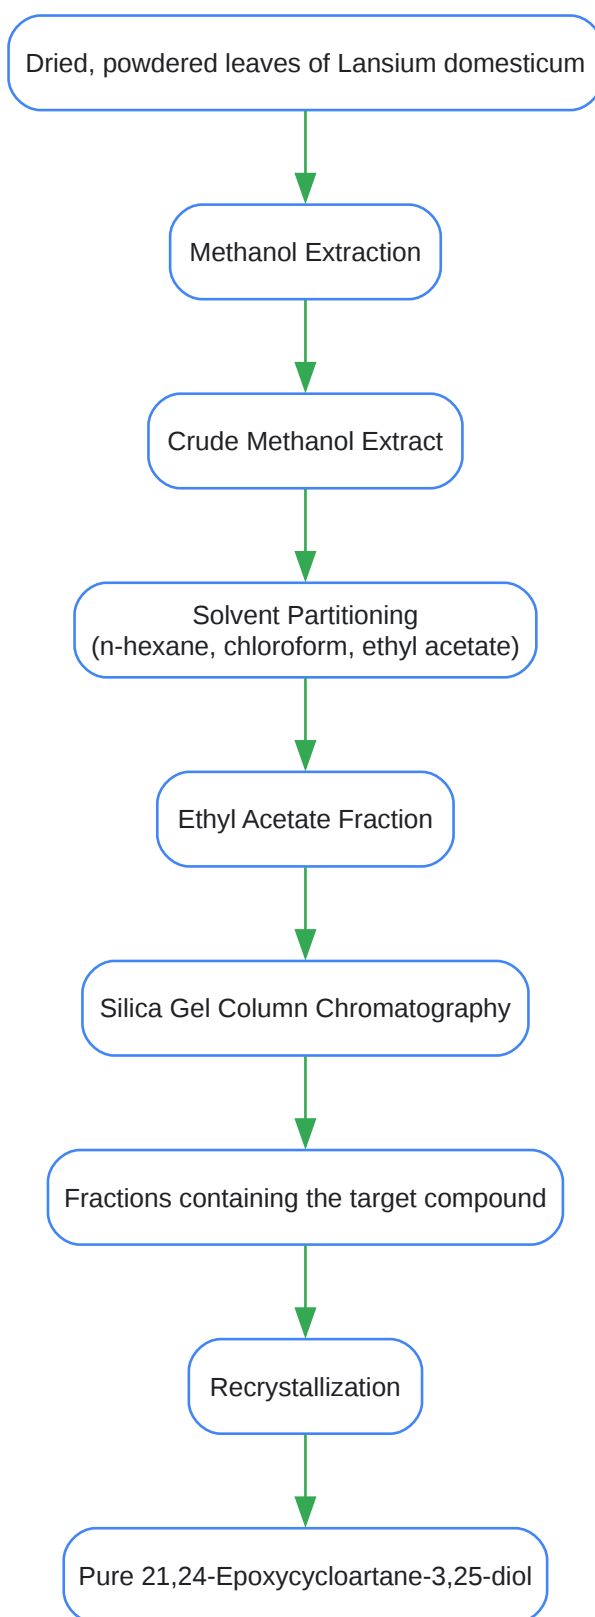 Dried, powdered leaves of Lansium domesticum
Methanol Extraction
Crude Methanol Extract
Solvent Partitioning
(n-hexane, chloroform, ethyl acetate)
Ethyl Acetate Fraction
Silica Gel Column Chromatography
Fractions containing the target compound
Recrystallization
Pure 21,24-Epoxycycloartane-3,25-diol